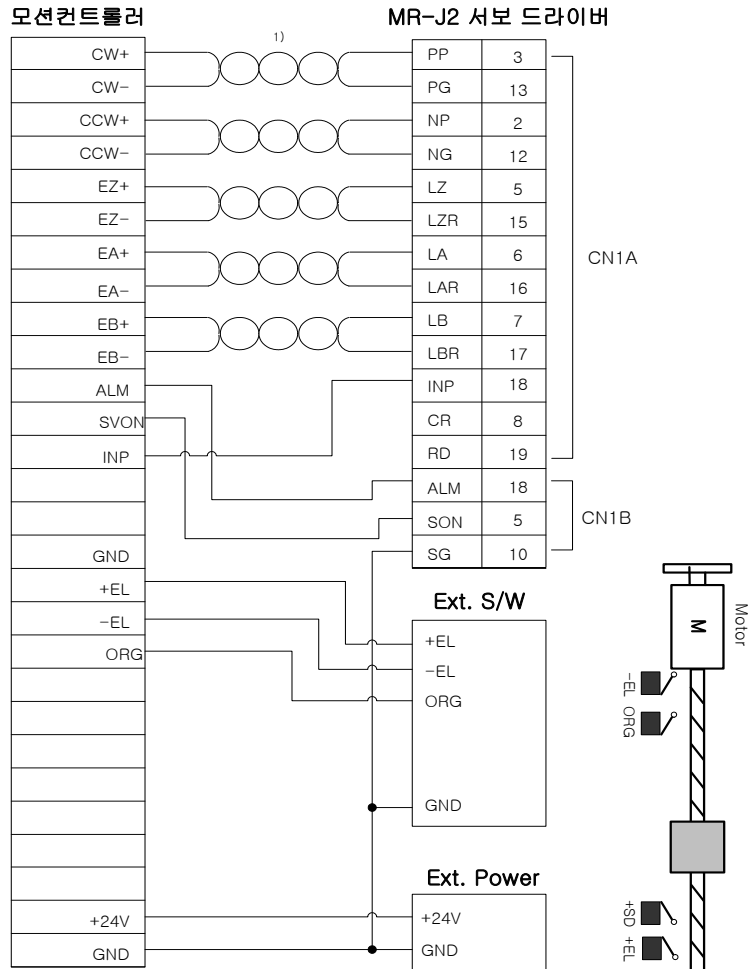 모션컨트롤러
MR-J2 서보 드라이버
1)
CW+
PP 3
CW-
PG 13
CCW+
NP 2
CCW-
NG 12
EZ+
LZ 5
EZ-
LZR 15
EA+
LA 6
CN1A
EA-
LAR 16
EB+
LB 7
EB-
LBR 17
ALM
INP 18
SVON
CR 8
INP
RD 19
ALM 18
SON 5
CN1B
GND
SG 10
+EL
Ext. S/W
-EL
+EL
ORG
-EL
ORG
GND
Motor
M
-EL
ORG
+SD
+EL
Ext. Power
+24V
+24V
GND
GND